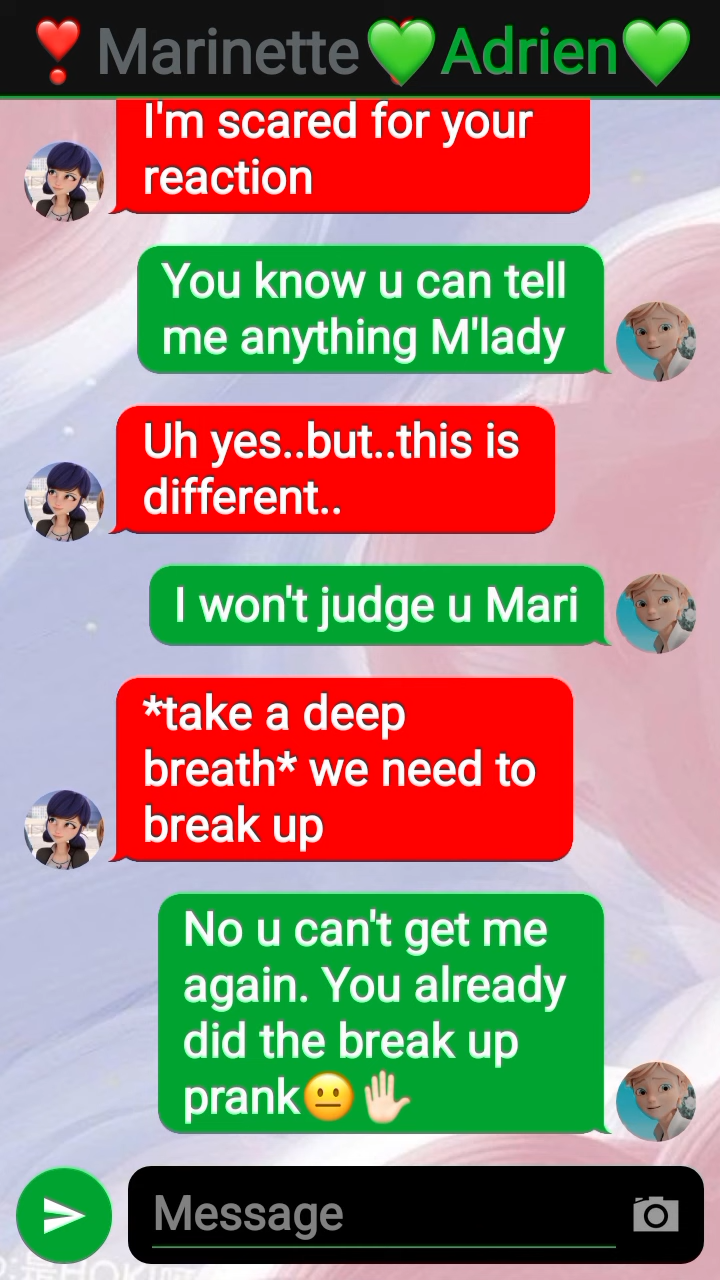 ❣️Marinette💚Adrien💚
I'm scared for your
reaction
You know u can tell
me anything M'lady
Uh yes..but..this is
different..
I won't judge u Mari
*take a deep
breath* we need to
break up
No u can't get me
again. You already
did the break up
prank😐🤚🏻
Message